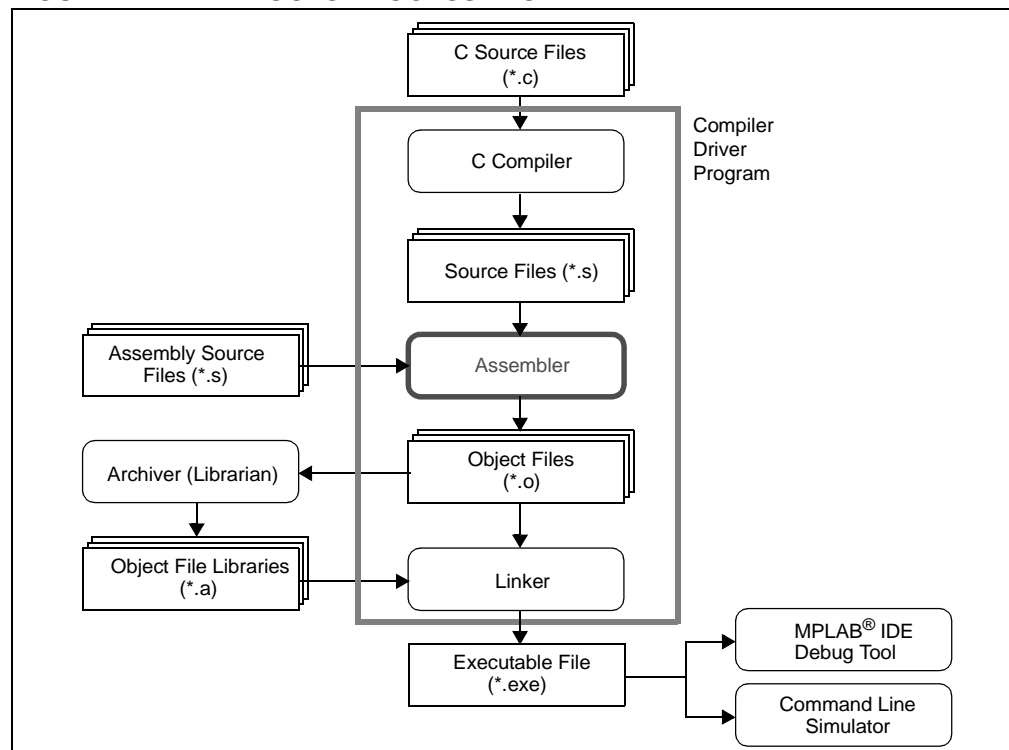 C Source Files
(*.c)
Compiler
Driver
Program
C Compiler
Source Files (*.s)
Assembly Source
Files (*.s)
Assembler
Archiver (Librarian)
Object Files
(*.o)
Object File Libraries
(*.a)
Linker
Executable File
(*.exe)
MPLAB® IDE
Debug Tool
Command Line
Simulator